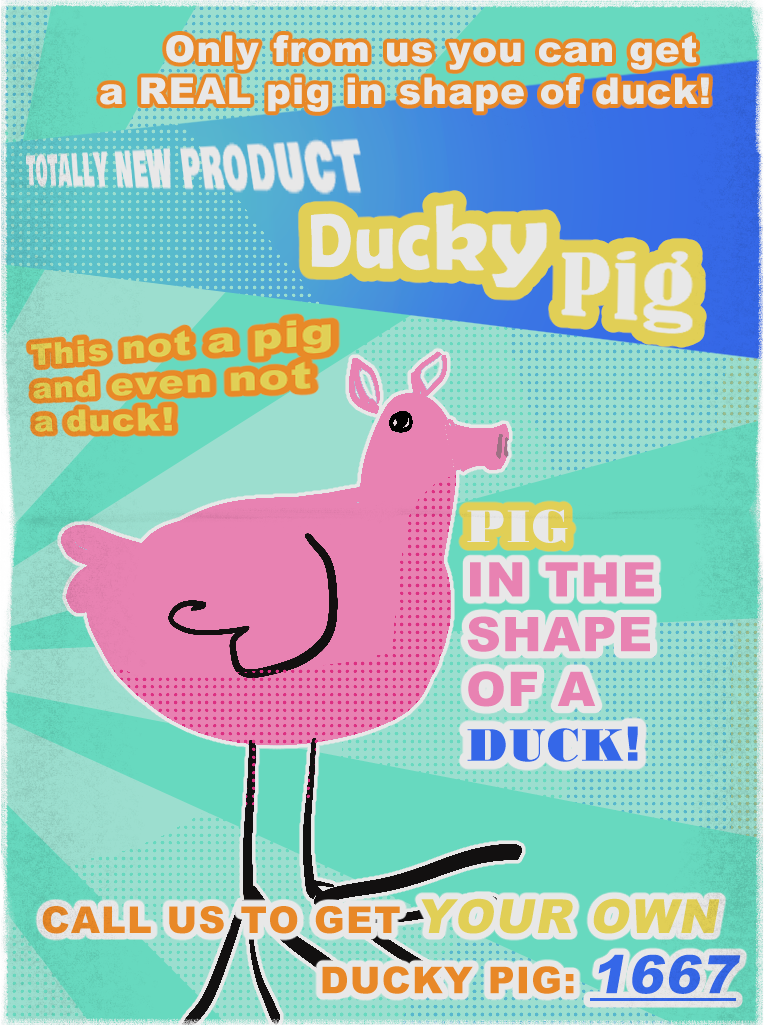 Only from us you can get
a REAL pig in shape of duck!
TOTALLY NEW PRODUCT
Ducky Pig
This not a pig
and even not
a duck!
PIG
IN THE
SHAPE
OF A
DUCK!
CALL US TO GET YOUR OWN
DUCKY PIG: 1667